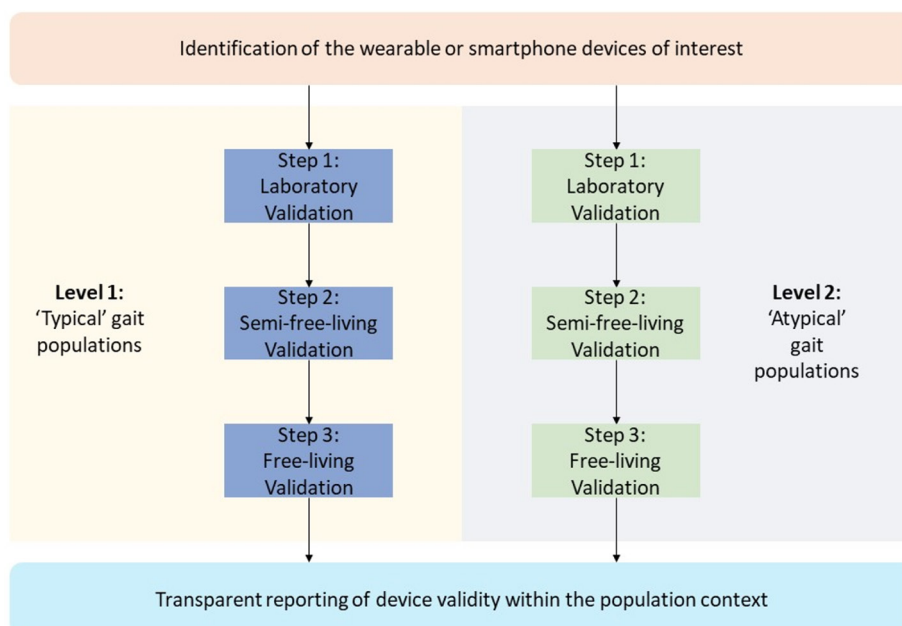 Identification of the wearable or smartphone devices of interest
Level 1:
‘Typical’ gait
populations
Step 1:
Laboratory
Validation
Step 2:
Semi-free-living
Validation
Step 3:
Free-living
Validation
Step 1:
Laboratory
Validation
Step 2:
Semi-free-living
Validation
Step 3:
Free-living
Validation
Level 2:
‘Atypical’
gait
populations
Transparent reporting of device validity within the population context